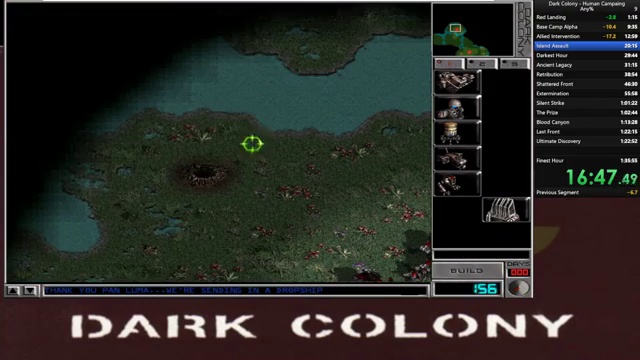 Dark Colony - Human Campaing
Any% 9
Red Landing -2.8 1:15
Base Camp Alpha -10.4 9:35
Allied Intervention -17.2 12:59
Island Assault 20:15
Darkest Hour 29:44
Ancient Legacy 31:15
Retribution 38:54
Shattered Front 46:30
Extermination 55:58
Silent Strike 1:01:22
The Prize 1:02:44
Blood Canyon 1:13:28
Last Front 1:22:15
Ultimate Discovery 1:22:52
Finest Hour 1:35:55
16:47.49
Previous Segment -6.7
DARK COLONY
BUILD
DAYS
000
156
THANK YOU PAN LUMA---WE'RE SENDING IN A DROPSHIP
DARK COLONY